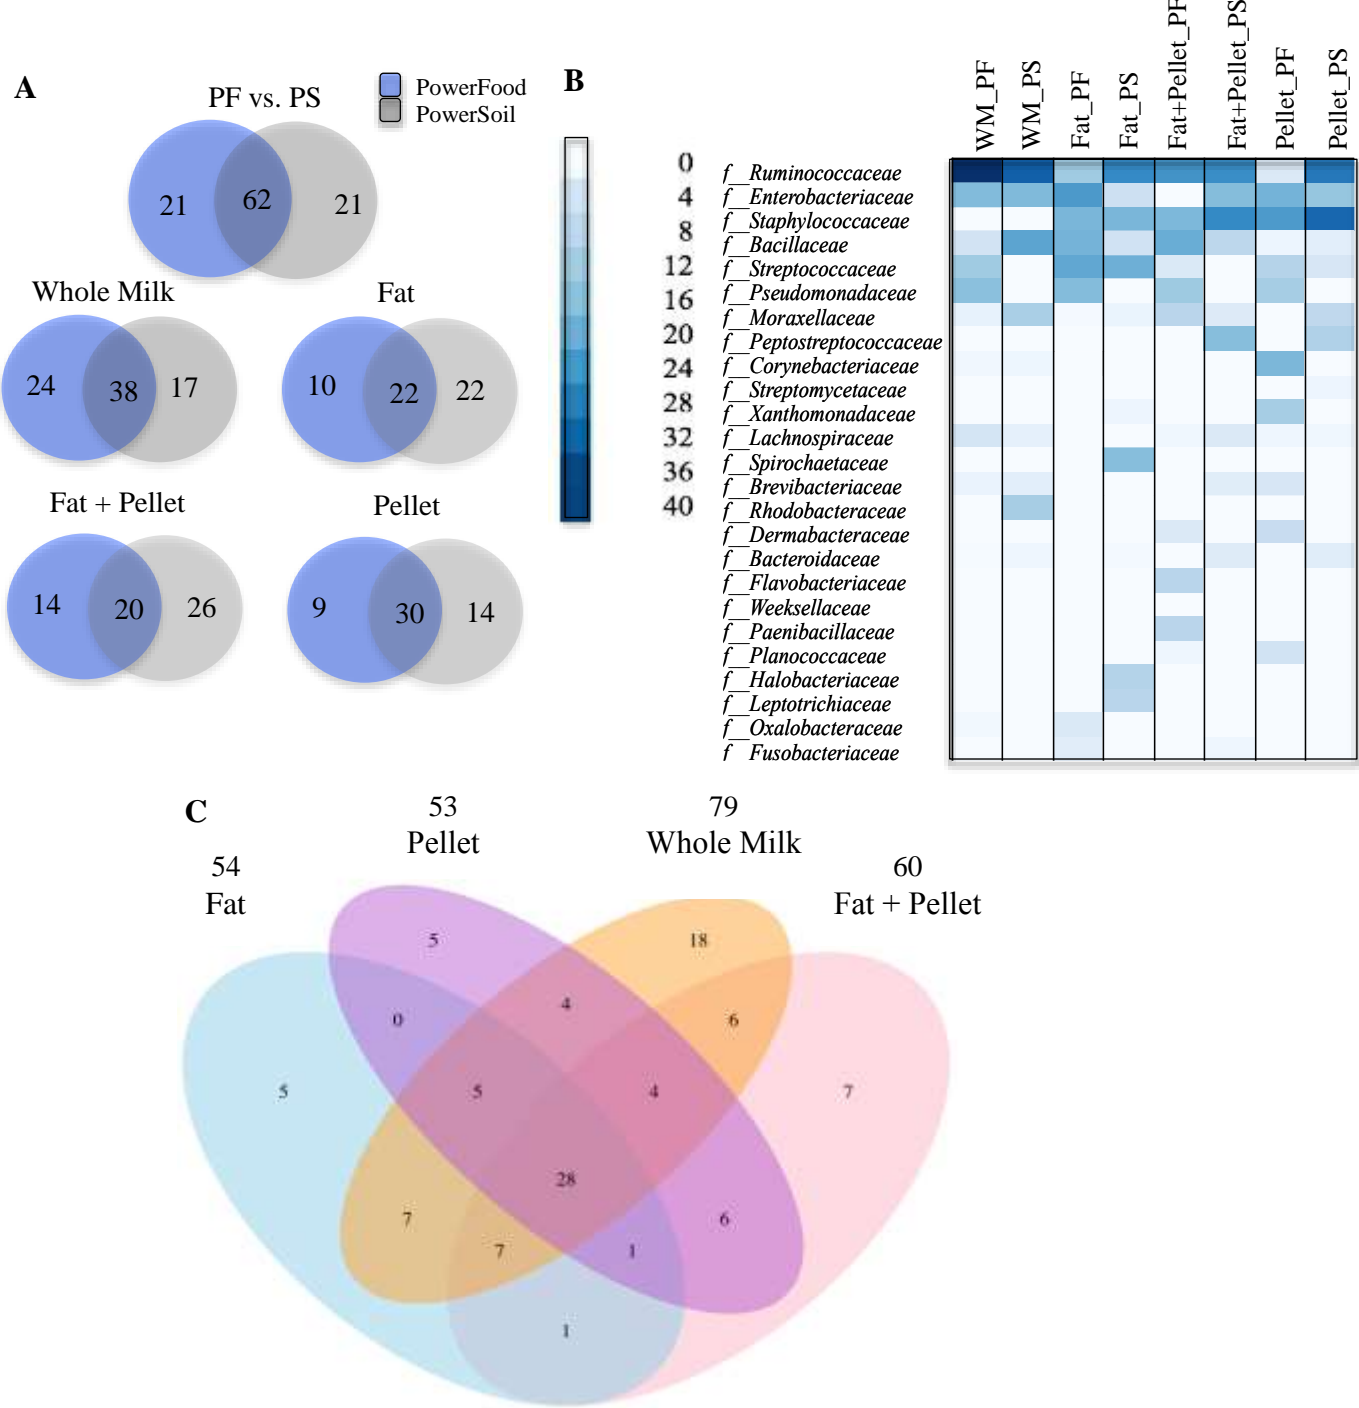 A
PF vs. PS
PowerFood
PowerSoil
21 62 21
Whole Milk
24 38 17
Fat
10 22 22
Fat + Pellet
14 20 26
Pellet
9 30 14
B
0
4
8
12
16
20
24
28
32
36
40
WM_PF
WM_PS
Fat_PF
Fat_PS
Fat+Pellet_PF
Fat+Pellet_PS
Pellet_PF
Pellet_PS
f__Ruminococcaceae
f__Enterobacteriaceae
f__Staphylococcaceae
f__Bacillaceae
f__Streptococcaceae
f__Pseudomonadaceae
f__Moraxellaceae
f__Peptostreptococcaceae
f__Corynebacteriaceae
f__Streptomycetaceae
f__Xanthomonadaceae
f__Lachnospiraceae
f__Spirochaetaceae
f__Brevibacteriaceae
f__Rhodobacteraceae
f__Dermabacteraceae
f__Bacteroidaceae
f__Flavobacteriaceae
f__Weeksellaceae
f__Paenibacillaceae
f__Planococcaceae
f__Halobacteriaceae
f__Leptotrichiaceae
f__Oxalobacteraceae
f__Fusobacteriaceae
C
54
Fat
53
Pellet
79
Whole Milk
60
Fat + Pellet
5 18
0 4 6
5 5 4 7
28
7 6
7 1
1